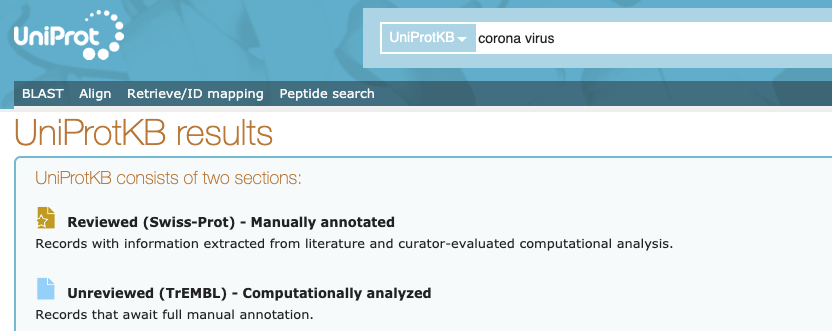 UniProt
UniProtKB corona virus
BLAST Align Retrieve/ID mapping Peptide search
UniProtKB results
UniProtKB consists of two sections:
Reviewed (Swiss-Prot) - Manually annotated
Records with information extracted from literature and curator-evaluated computational analysis.
Unreviewed (TrEMBL) - Computationally analyzed
Records that await full manual annotation.